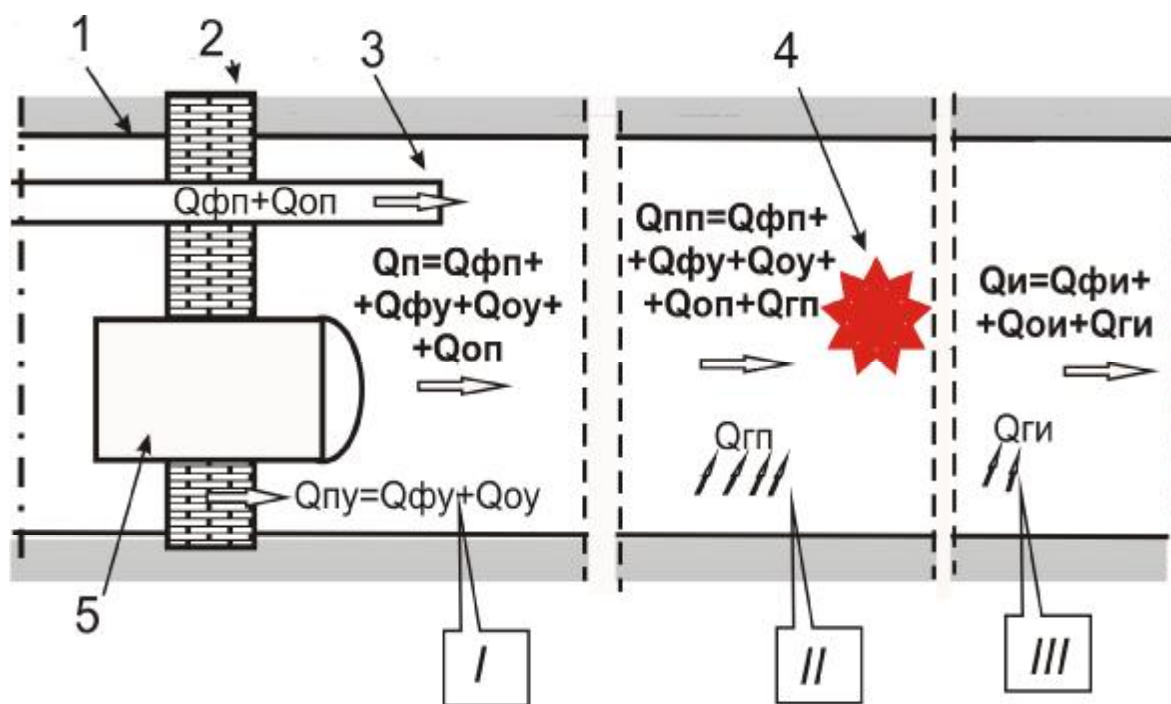 1
2
3
4
Qфп+Qоп
Qп=Qфп+
+Qфу+Qоу+
+Qоп
Qпп=Qфп+
+Qфу+Qоу+
+Qоп+Qгп
Qи=Qфи+
+Qои+Qги
Qгп
Qги
Qпу=Qфу+Qоу
5
I
II
III